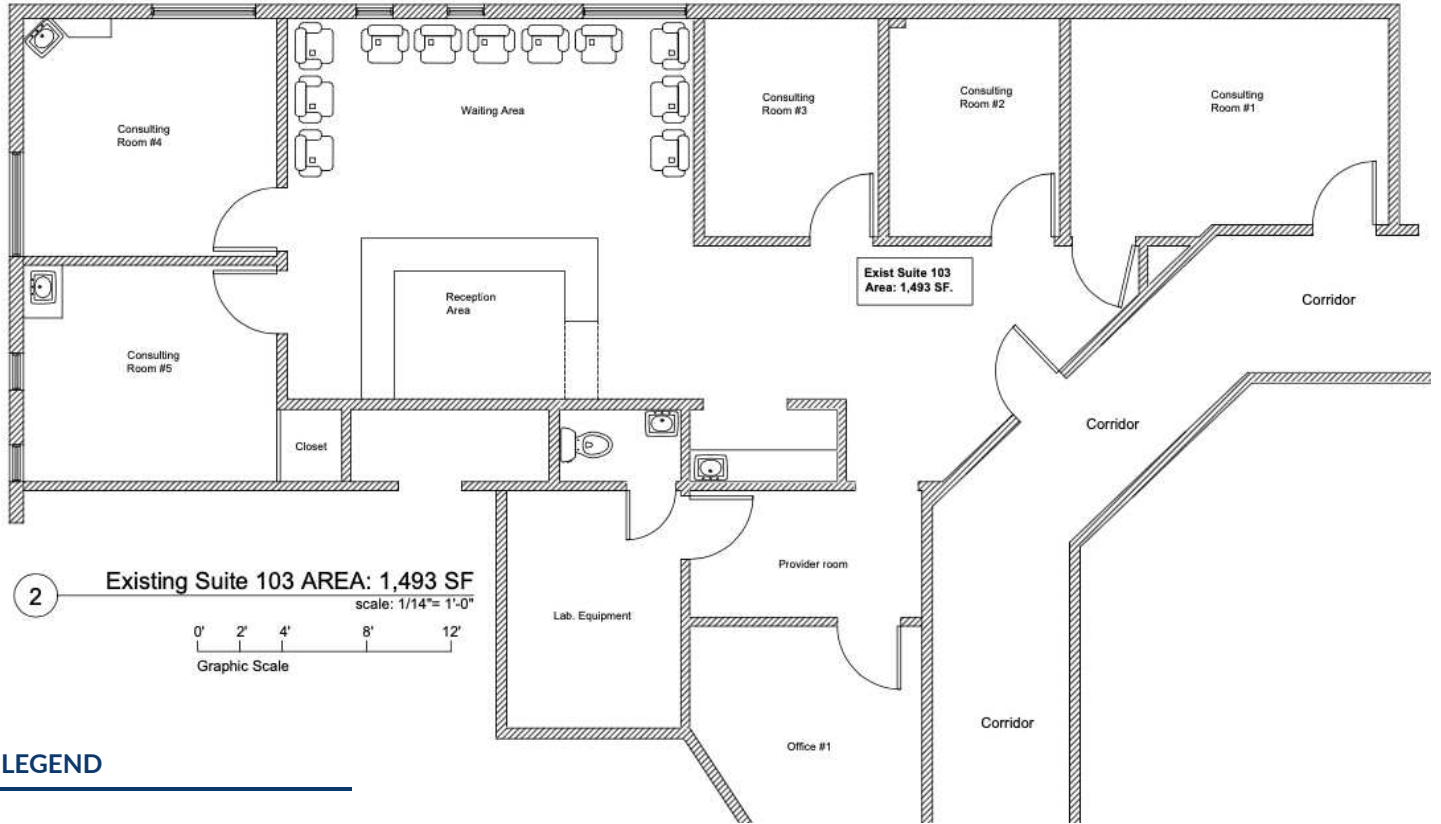 Consulting
Room #4
Waiting Area
Consulting
Room #3
Consulting
Room #2
Consulting
Room #1
Exist Suite 103
Area: 1,493 SF.
Corridor
Reception
Area
Consulting
Room #5
Closet
Corridor
Provider room
2
Existing Suite 103 AREA: 1,493 SF
scale: 1/14"= 1'-0"
0' 2' 4' 8' 12'
Graphic Scale
Lab. Equipment
Corridor
Office #1
LEGEND